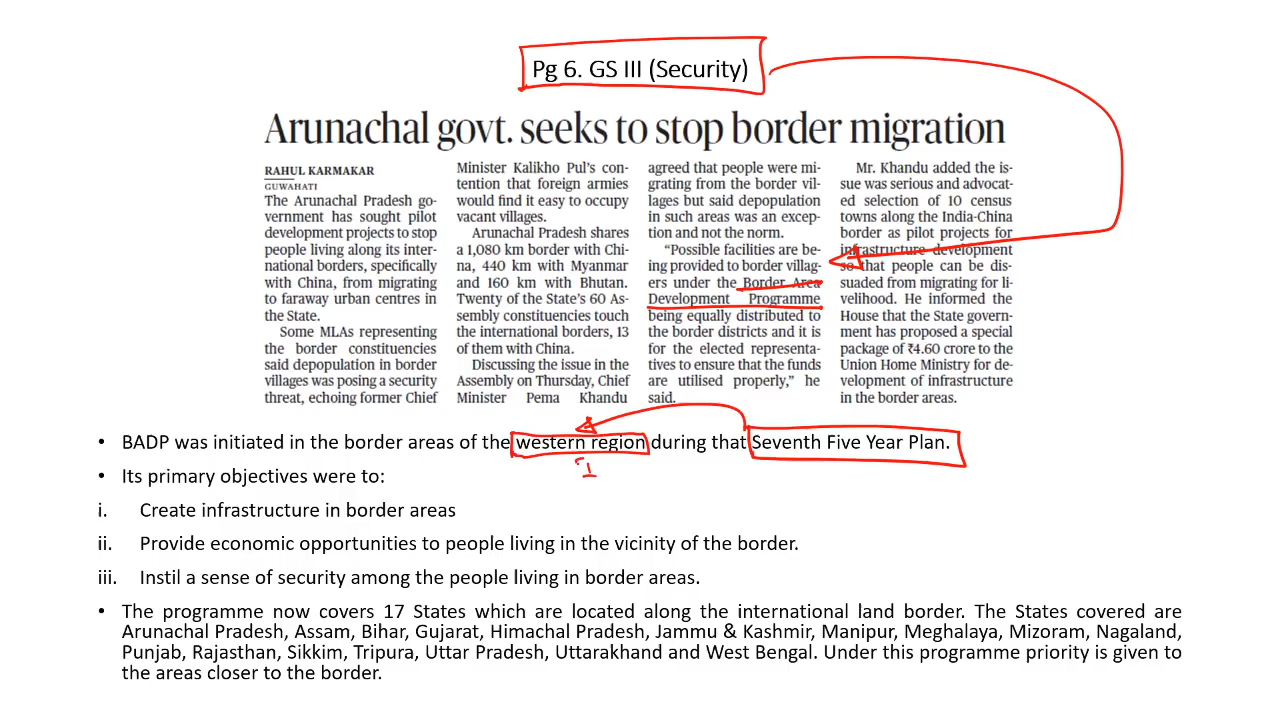 Pg 6. GS III (Security)
Arunachal govt. seeks to stop border migration
RAHUL KARMAKAR
GUWAHATI
The Arunachal Pradesh go-
vernment has sought pilot
development projects to stop
people living along its inter-
national borders, specifically
with China, from migrating
to faraway urban centres in
the State.
Some MLAs representing
the border constituencies
said depopulation in border
villages was posing a security
threat, echoing former Chief
Minister Kalikho Pul's con-
tention that foreign armies
would find it easy to occupy
vacant villages.
Arunachal Pradesh shares
a 1,080 km border with Chi-
na, 440 km with Myanmar
and 160 km with Bhutan.
Twenty of the State's 60 As-
sembly constituencies touch
the international borders, 13
of them with China.
Discussing the issue in the
Assembly on Thursday, Chief
Minister Pema Khandu
agreed that people were mi-
grating from the border vil-
lages but said depopulation
in such areas was an excep-
tion and not the norm.
"Possible facilities are be-
ing provided to border villag-
ers under the Border Area
Development Programme
being equally distributed to
the border districts and it is
for the elected representa-
tives to ensure that the funds
are utilised properly," he
said.
Mr. Khandu added the is-
sue was serious and advocat-
ed selection of 10 census
towns along the India-China
border as pilot projects for
infrastructure development
so that people can be dis-
suaded from migrating for li-
velihood. He informed the
House that the State govern-
ment has proposed a special
package of ₹4.60 crore to the
Union Home Ministry for de-
velopment of infrastructure
in the border areas.
• BADP was initiated in the border areas of the western region during that Seventh Five Year Plan.
• Its primary objectives were to:
i. Create infrastructure in border areas
ii. Provide economic opportunities to people living in the vicinity of the border.
iii. Instil a sense of security among the people living in border areas.
• The programme now covers 17 States which are located along the international land border. The States covered are
Arunachal Pradesh, Assam, Bihar, Gujarat, Himachal Pradesh, Jammu & Kashmir, Manipur, Meghalaya, Mizoram, Nagaland,
Punjab, Rajasthan, Sikkim, Tripura, Uttar Pradesh, Uttarakhand and West Bengal. Under this programme priority is given to
the areas closer to the border.